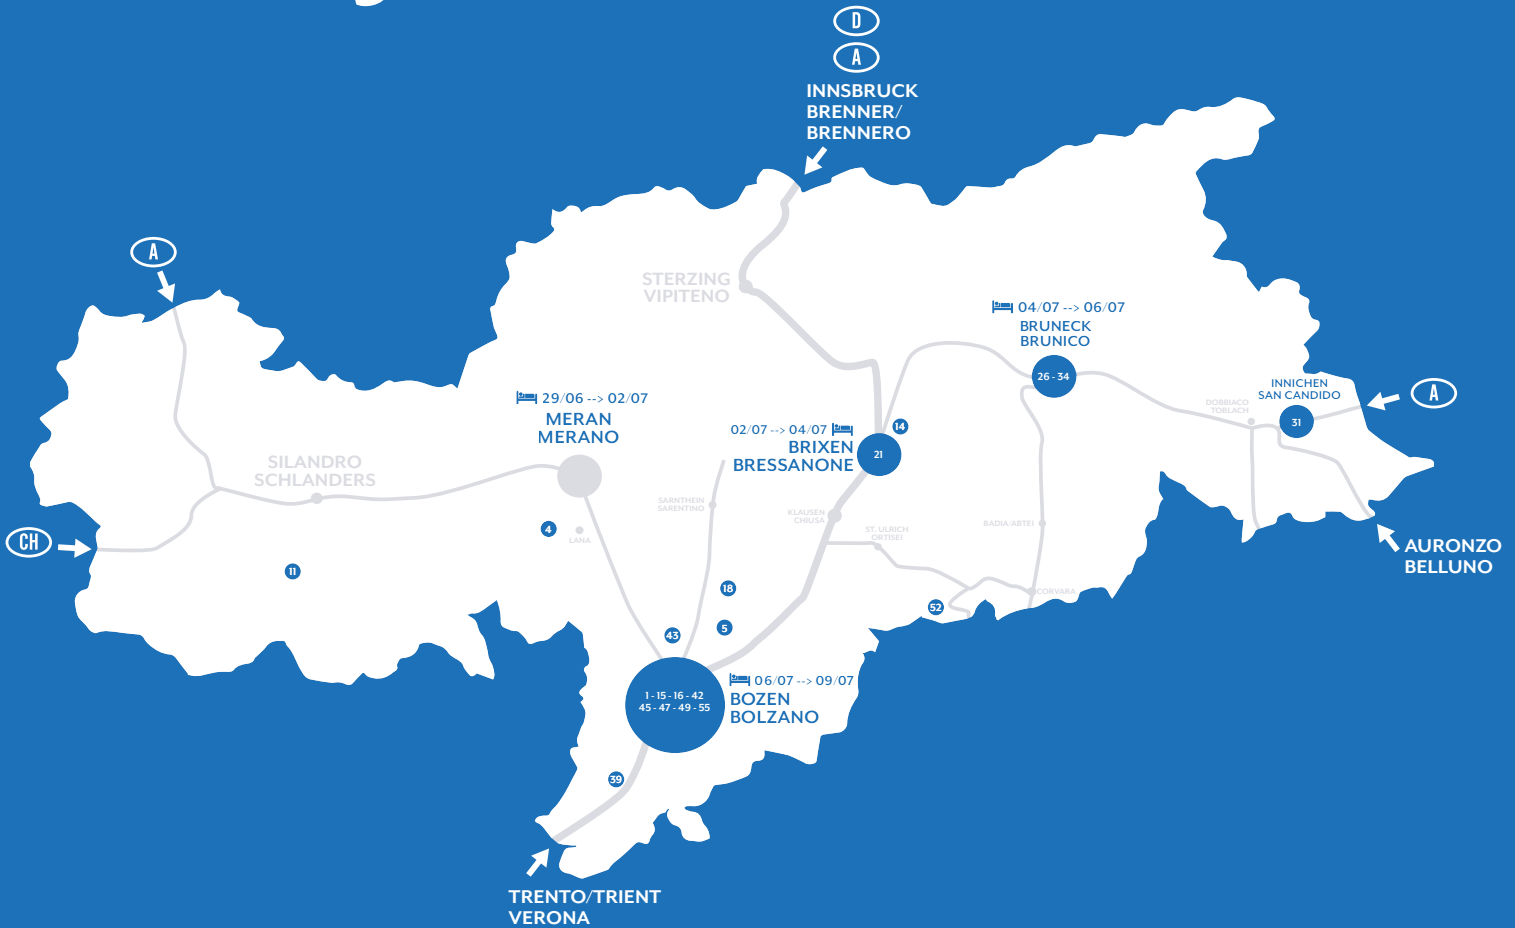 D
A
INNSBRUCK
BRENNER/
BRENNERO
A
STERZING
VIPITENO
04/07 --> 06/07
BRUNECK
BRUNICO
26 - 34
INNICHEN
SAN CANDIDO
31
A
DOBBIACO
TOBLACH
29/06 --> 02/07
MERAN
MERANO
02/07 --> 04/07
BRIXEN
BRESSANONE
14
21
SILANDRO
SCHLANDERS
SARNTHEIN
SARENTINO
KLAUSEN
CHIUSA
ST. ULRICH
ORTISEI
BADIA/ABTEI
4
LANA
CH
11
AURONZO
BELLUNO
18
CORVARA
52
5
43
06/07 --> 09/07
BOZEN
BOLZANO
1 - 15 - 16 - 42
45 - 47 - 49 - 55
39
TRENTO/TRIENT
VERONA